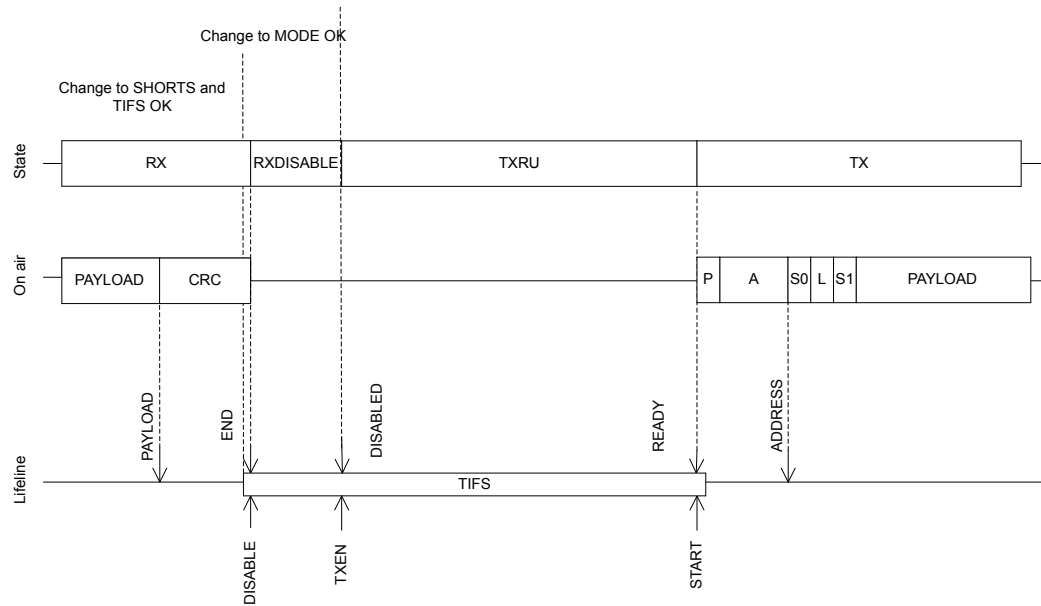 Change to MODE OK
Change to SHORTS and
TIFS OK
State
RX
RXDISABLE
TXRU
TX
On air
PAYLOAD
CRC
P
A
S0
L
S1
PAYLOAD
PAYLOAD
END
DISABLED
READY
ADDRESS
Lifeline
TIFS
DISABLE
TXEN
START